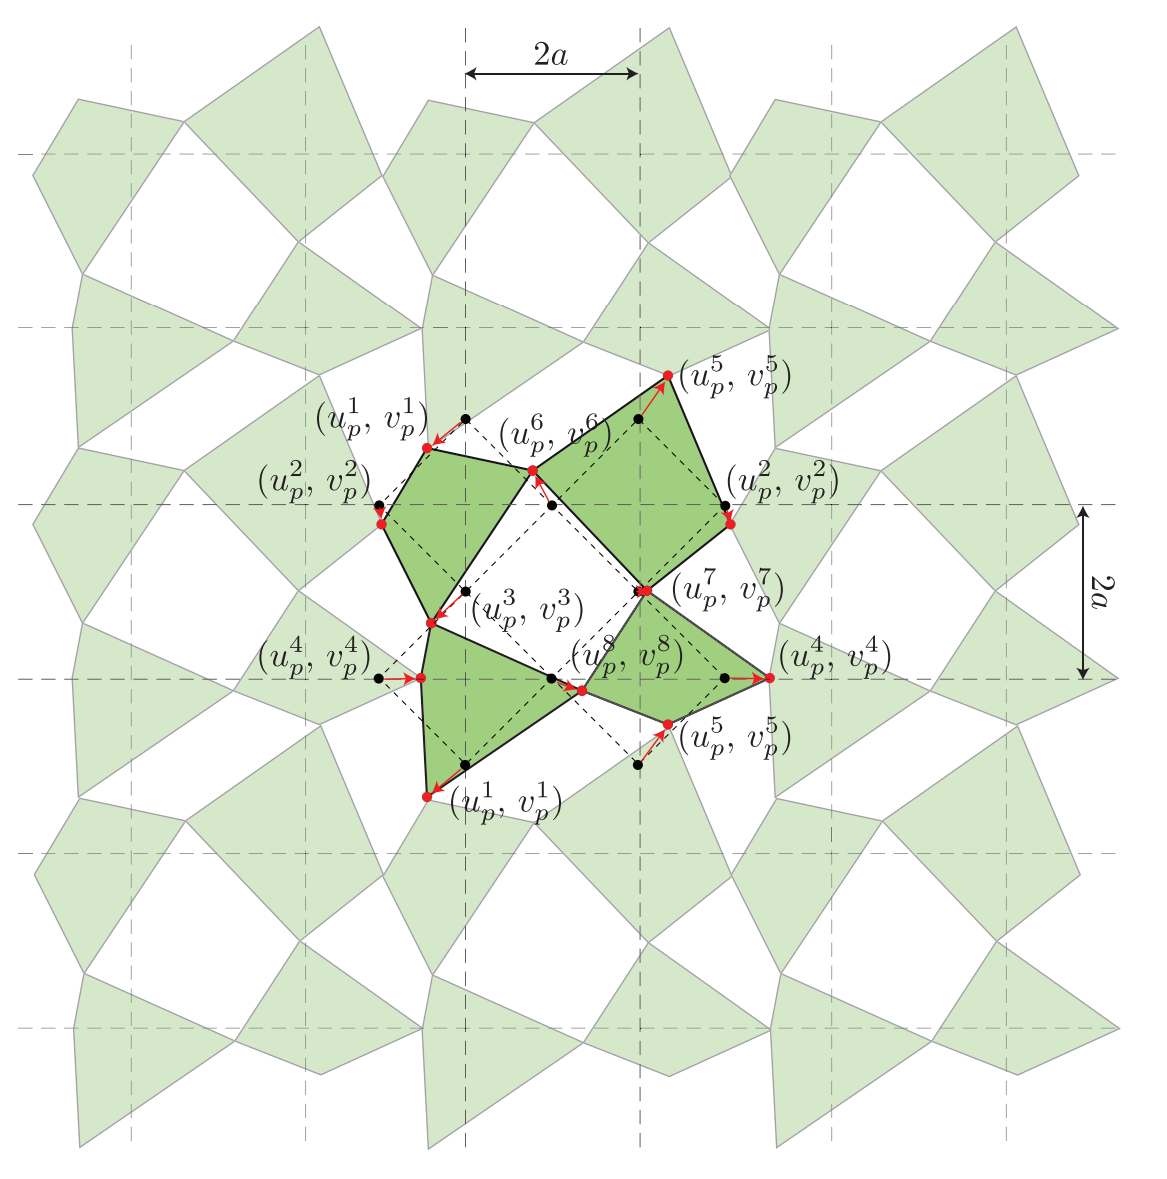 2a
(u_p^5, v_p^5)
(u_p^1, v_p^1)
(u_p^6, v_p^6)
(u_p^2, v_p^2)
(u_p^2, v_p^2)
(u_p^7, v_p^7)
(u_p^3, v_p^3)
2a
(u_p^4, v_p^4)
(u_p^8, v_p^8)
(u_p^4, v_p^4)
(u_p^5, v_p^5)
(u_p^1, v_p^1)